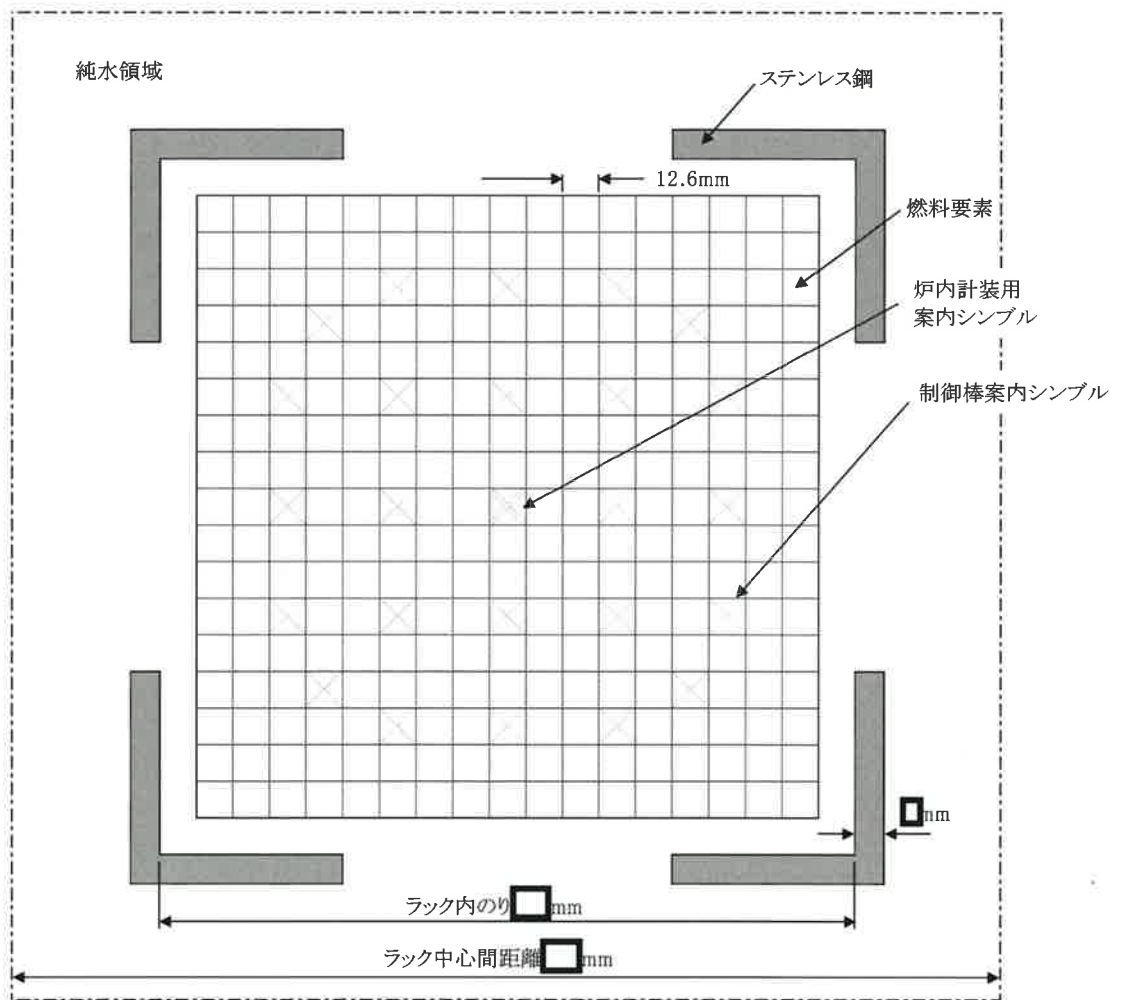 純水領域
ステンレス鋼
12.6mm
燃料要素
炉内計装用
案内シンブル
制御棒案内シンブル
mm
ラック内のり mm
ラック中心間距離 mm